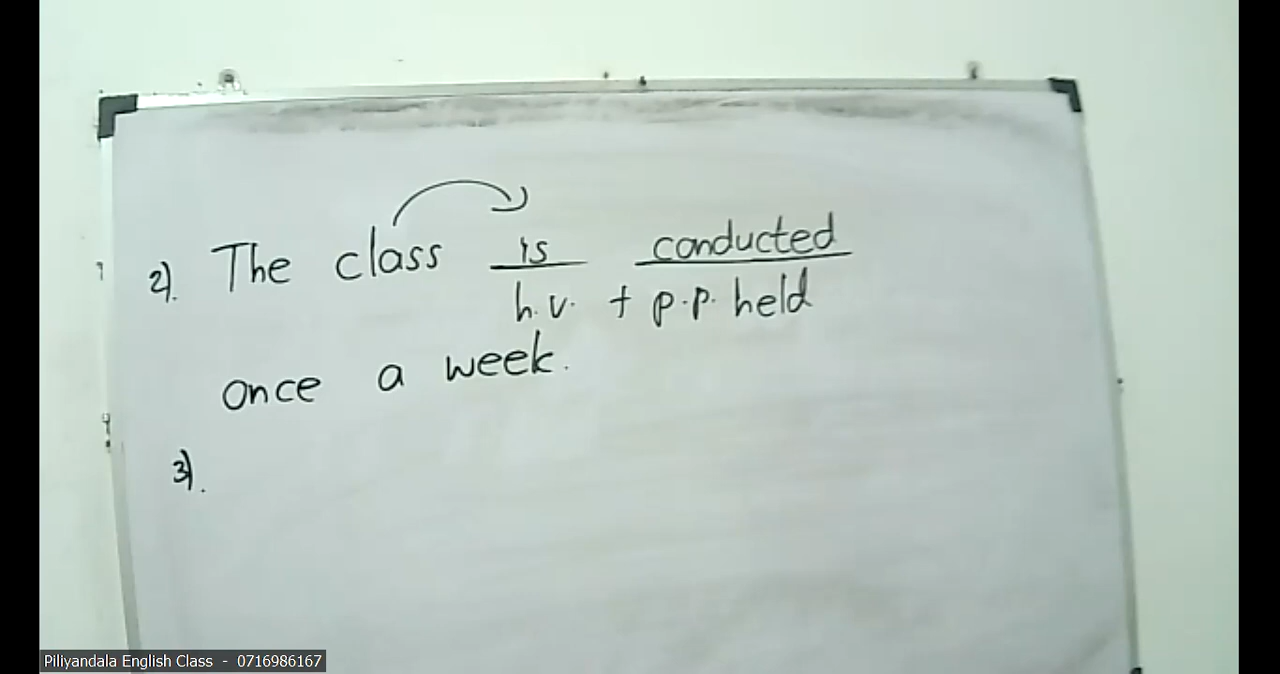 2). The class is conducted
h.v. + p.p. held
once a week.
3).
Piliyandala English Class - 0716986167